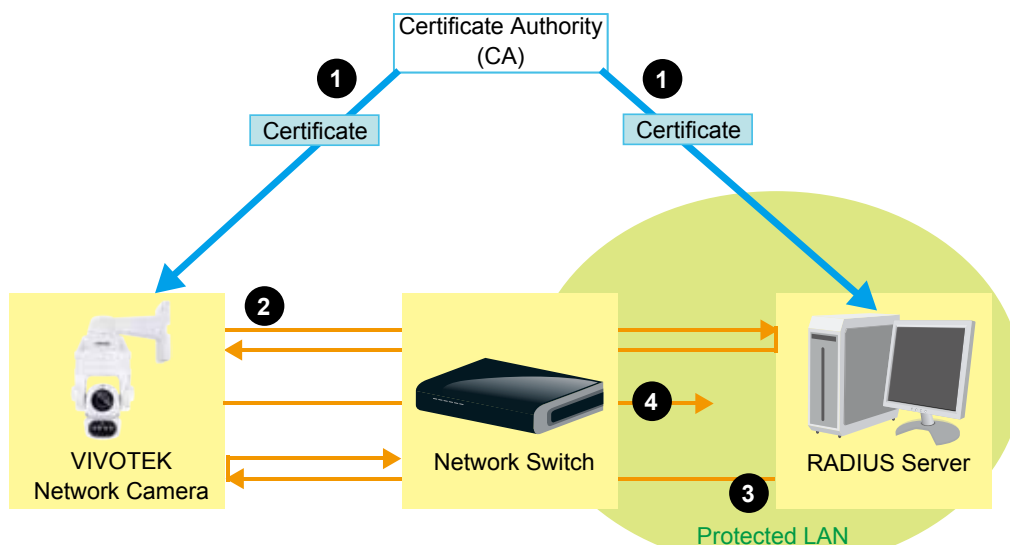 Certificate Authority
(CA)
1
1
Certificate
Certificate
2
4
VIVOTEK
Network Camera
Network Switch
RADIUS Server
3
Protected LAN